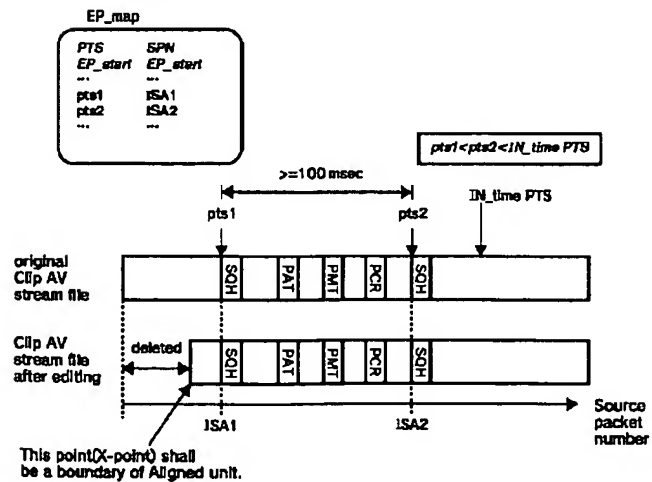 EP_map
PTS SPN
EP_start EP_start
... ...
pts1 ISA1
pts2 ISA2
... ...
pts1<pts2<IN_time PTS
>=100 msec
IN_time PTS
pts1 pts2
original
Clip AV
stream file
SQH PAT PMT PCR SQH
Clip AV
stream file
after editing
deleted
SQH PAT PMT PCR SQH
ISA1 ISA2
Source
packet
number
This point(X-point) shall
be a boundary of Aligned unit.